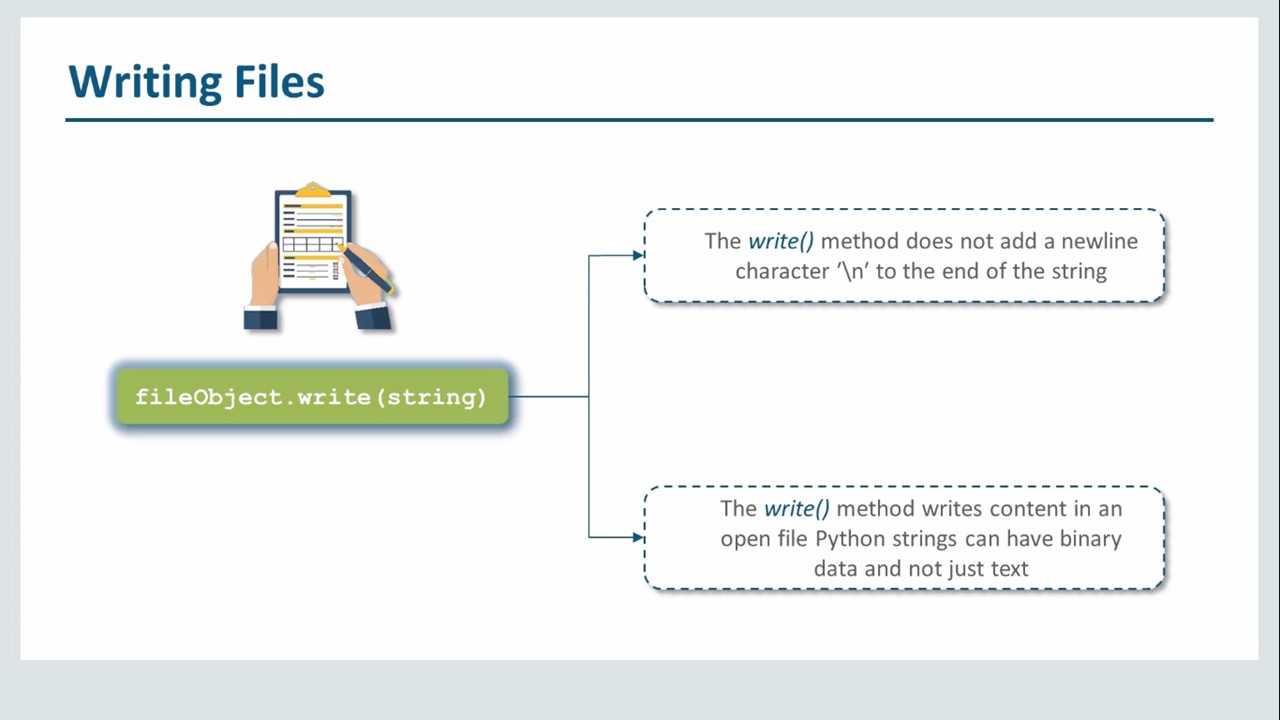 Writing Files
fileObject.write(string)
The write() method does not add a newline
character ‘\n’ to the end of the string
The write() method writes content in an
open file Python strings can have binary
data and not just text